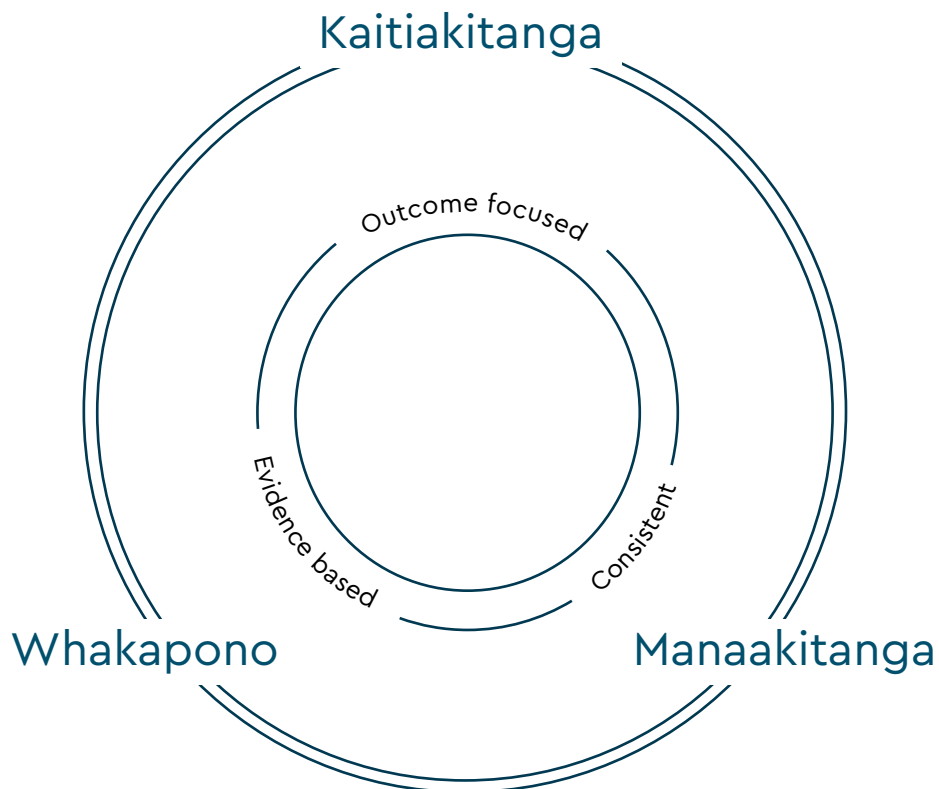 Kaitiakitanga
Outcome focused
Evidence based
Consistent
Whakapono
Manaakitanga